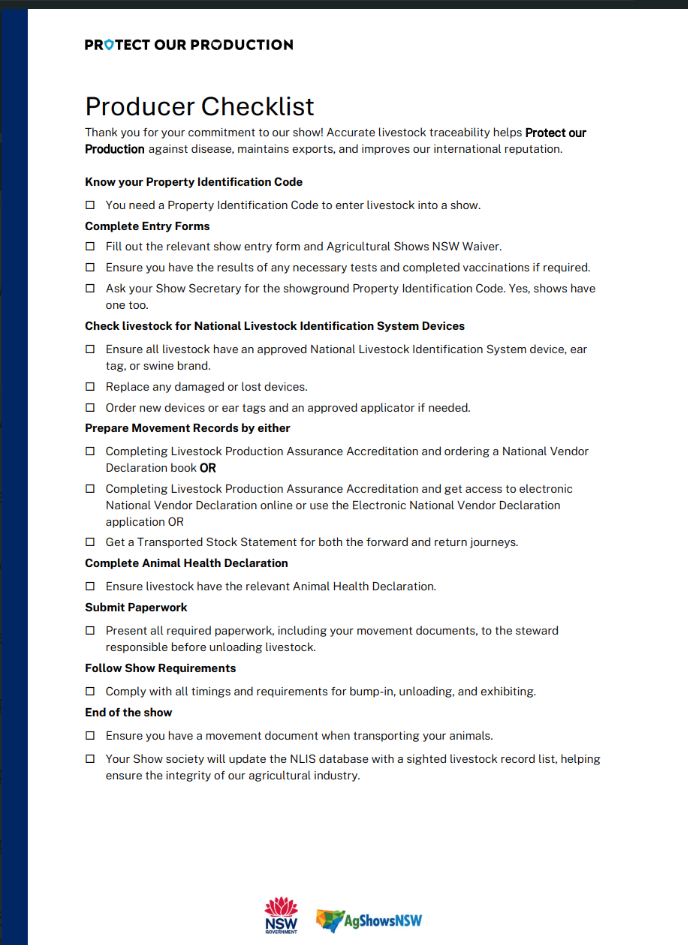 PROTECT OUR PRODUCTION
Producer Checklist
Thank you for your commitment to our show! Accurate livestock traceability helps Protect our
Production against disease, maintains exports, and improves our international reputation.
Know your Property Identification Code
☐ You need a Property Identification Code to enter livestock into a show.
Complete Entry Forms
☐ Fill out the relevant show entry form and Agricultural Shows NSW Waiver.
☐ Ensure you have the results of any necessary tests and completed vaccinations if required.
☐ Ask your Show Secretary for the showground Property Identification Code. Yes, shows have
one too.
Check livestock for National Livestock Identification System Devices
☐ Ensure all livestock have an approved National Livestock Identification System device, ear
tag, or swine brand.
☐ Replace any damaged or lost devices.
☐ Order new devices or ear tags and an approved applicator if needed.
Prepare Movement Records by either
☐ Completing Livestock Production Assurance Accreditation and ordering a National Vendor
Declaration book OR
☐ Completing Livestock Production Assurance Accreditation and get access to electronic
National Vendor Declaration online or use the Electronic National Vendor Declaration
application OR
☐ Get a Transported Stock Statement for both the forward and return journeys.
Complete Animal Health Declaration
☐ Ensure livestock have the relevant Animal Health Declaration.
Submit Paperwork
☐ Present all required paperwork, including your movement documents, to the steward
responsible before unloading livestock.
Follow Show Requirements
☐ Comply with all timings and requirements for bump-in, unloading, and exhibiting.
End of the show
☐ Ensure you have a movement document when transporting your animals.
☐ Your Show society will update the NLIS database with a sighted livestock record list, helping
ensure the integrity of our agricultural industry.
NSW
GOVERNMENT
AgShowsNSW